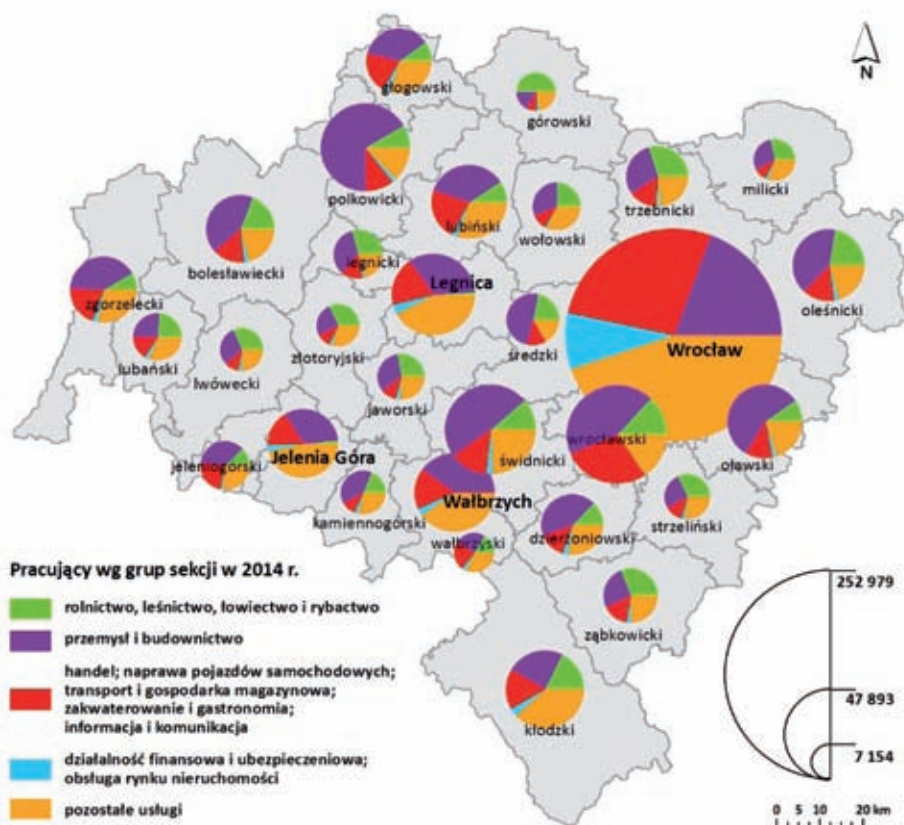 N
głogowski
górowski
polkowicki
milicki
trzebnicki
lubiński
wołowski
bolesławiecki
legnicki
oleśnicki
Legnica
zgorzelecki
średzki
Wrocław
lubański
lwówecki
złotoryjski
jaworski
wrocławski
oławski
świdnicki
jeleniogórski
Jelenia Góra
Wałbrzych
kamiennogórski
strzeliński
dzierżoniowski
wałbrzyski
ząbkowicki
kłodzki
Pracujący wg grup sekcji w 2014 r.
rolnictwo, leśnictwo, łowiectwo i rybactwo
przemysł i budownictwo
handel; naprawa pojazdów samochodowych;
transport i gospodarka magazynowa;
zakwaterowanie i gastronomia;
informacja i komunikacja
działalność finansowa i ubezpieczeniowa;
obsługa rynku nieruchomości
pozostałe usługi
252 979
47 893
7 154
0 5 10 20 km